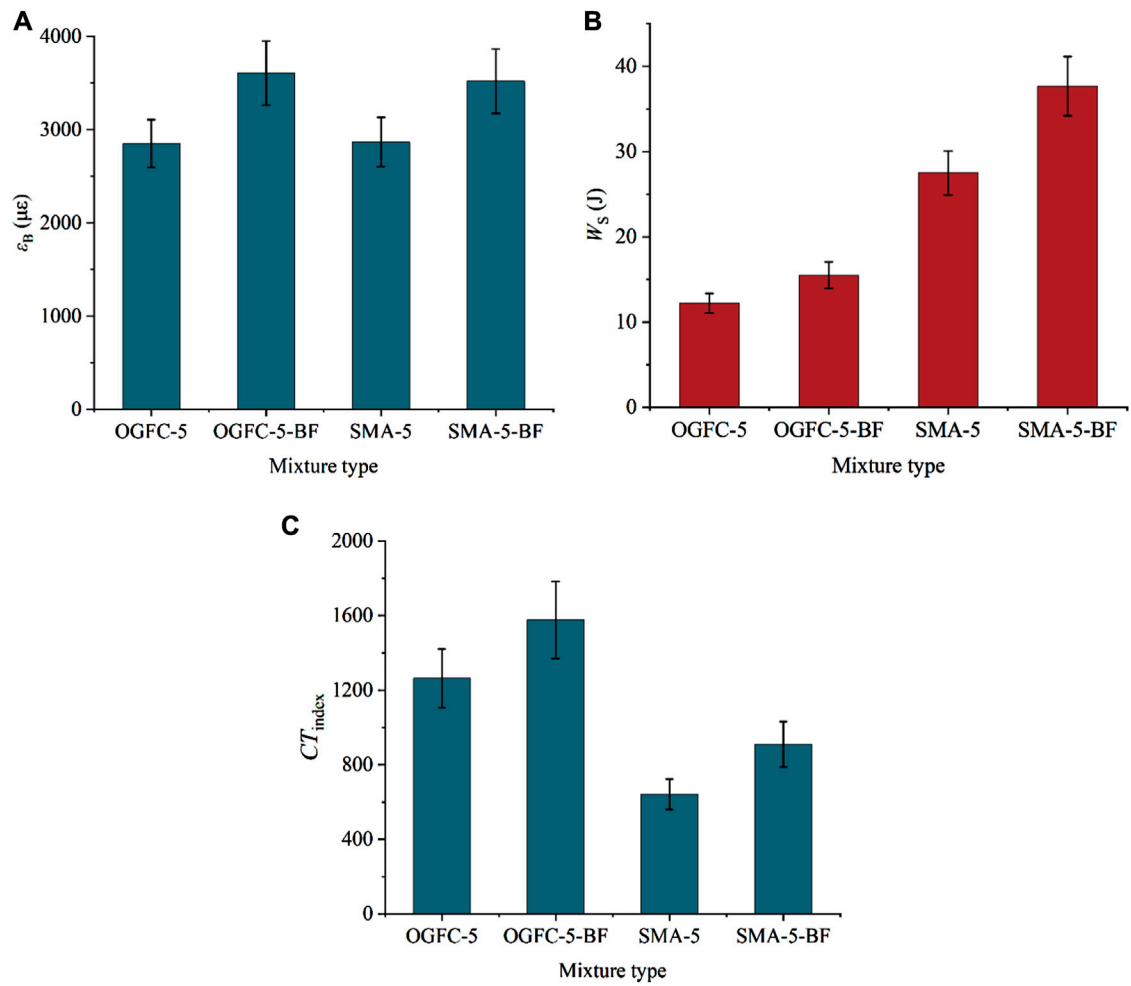 A
4000
3000
2000
1000
0
εB (με)
OGFC-5 OGFC-5-BF SMA-5 SMA-5-BF
Mixture type
B
40
30
20
10
0
WS (J)
OGFC-5 OGFC-5-BF SMA-5 SMA-5-BF
Mixture type
C
2000
1600
1200
800
400
0
CTindex
OGFC-5 OGFC-5-BF SMA-5 SMA-5-BF
Mixture type